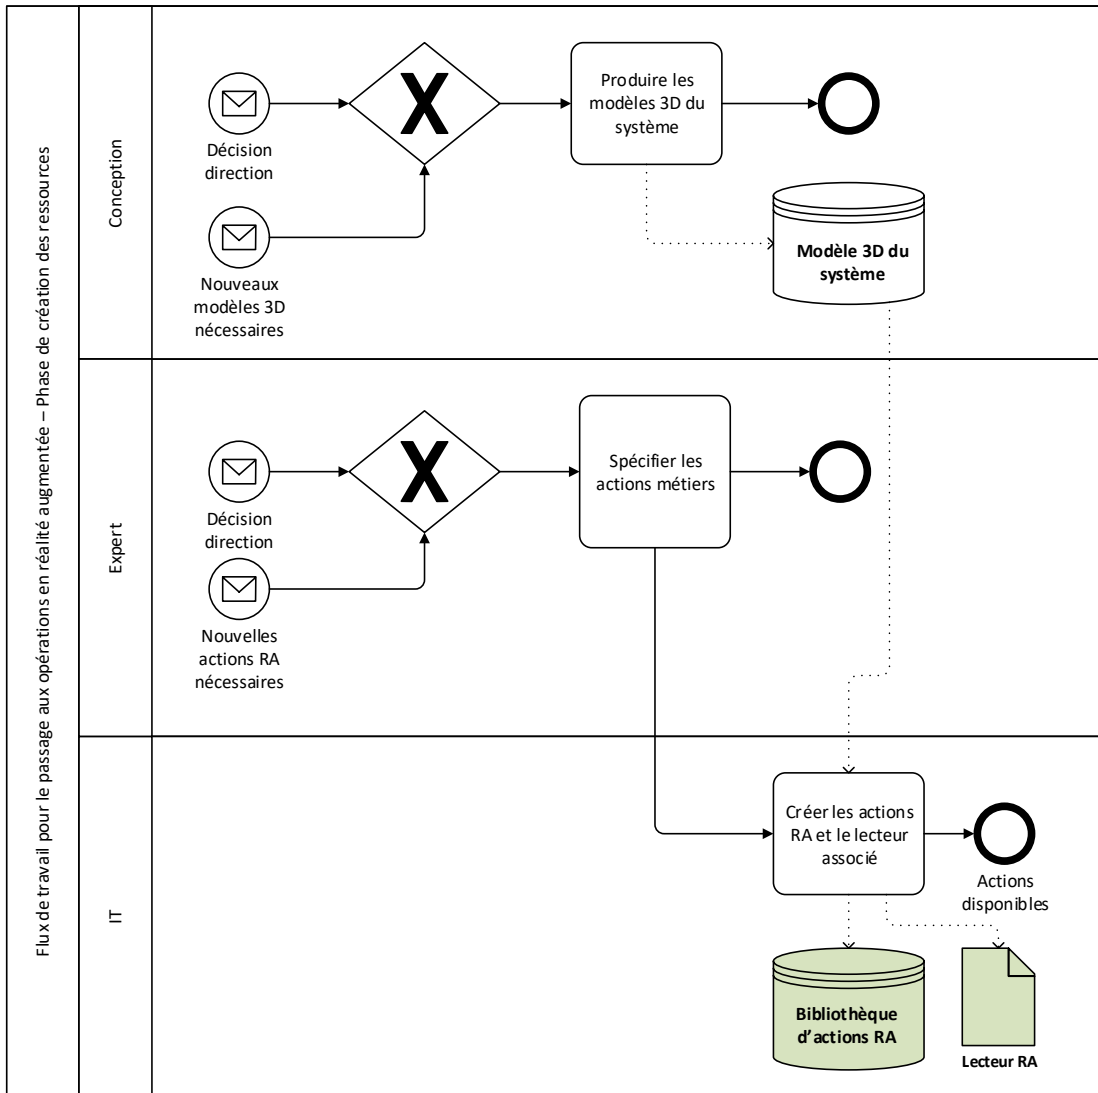 Flux de travail pour le passage aux opérations en réalité augmentée – Phase de création des ressources
Conception
Décision
direction
X
Produire les
modèles 3D du
système
Nouveaux
modèles 3D
nécessaires
Modèle 3D du
système
Expert
Décision
direction
X
Spécifier les
actions métiers
Nouvelles
actions RA
nécessaires
IT
Créer les actions
RA et le lecteur
associé
Actions
disponibles
Bibliothèque
d'actions RA
Lecteur RA